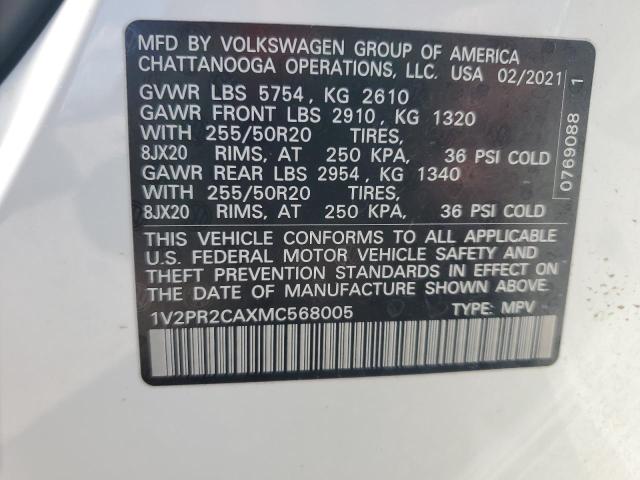 MFD BY VOLKSWAGEN GROUP OF AMERICA
CHATTANOOGA OPERATIONS, LLC. USA 02/2021
GVWR LBS 5754 , KG 2610
GAWR FRONT LBS 2910, KG 1320
WITH 255/50R20 TIRES,
8JX20 RIMS, AT 250 KPA, 36 PSI COLD
GAWR REAR LBS 2954 , KG 1340
WITH 255/50R20 TIRES,
8JX20 RIMS, AT 250 KPA, 36 PSI COLD
THIS VEHICLE CONFORMS TO ALL APPLICABLE
U.S. FEDERAL MOTOR VEHICLE SAFETY AND
THEFT PREVENTION STANDARDS IN EFFECT ON
THE DATE OF MANUFACTURE SHOWN ABOVE.
1V2PR2CAXMC568005 TYPE: MPV
0769088 1